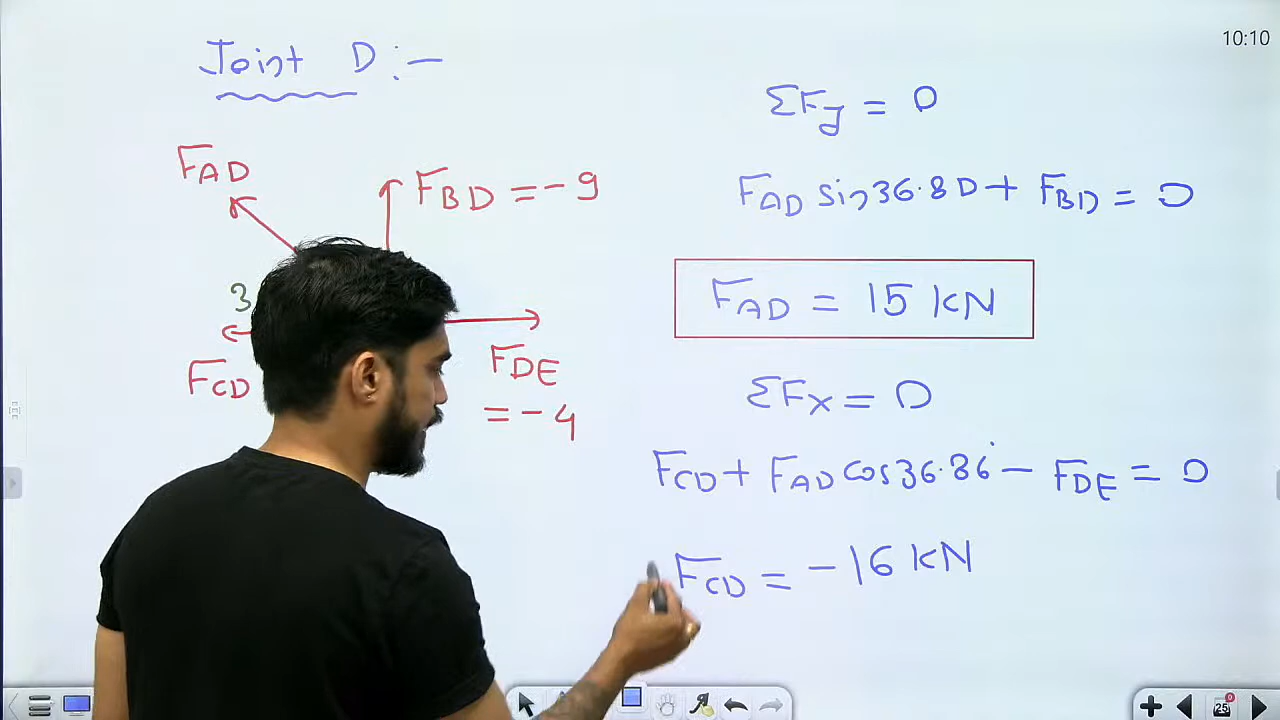 Joint D :-
10:10
ΣFy = 0
FAD
FBD = - 9
FAD sin36.8D + FBD = 0
3
FAD = 15 kN
FCD
FDE
= - 4
ΣFx = 0
FCD + FAD cos36.86° - FDE = 0
FCD = - 16 kN
25